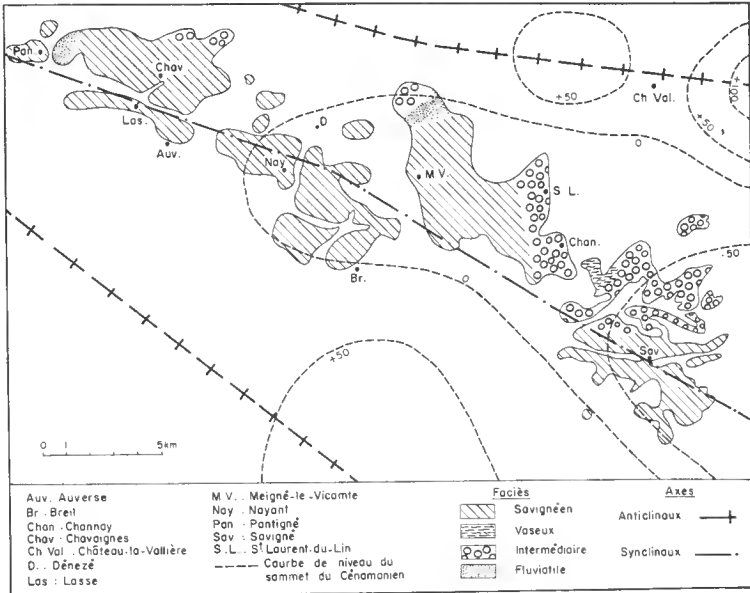 Pan.
Chav
Las.
Auv.
Nay
D
Br.
M.V.
S L.
Chan.
Sav
Ch Val.
+50
+100
+50
0
0
-50
+50
0 1 5km
Auv. Auverse
Br. Breil
Chan. Channay
Chav. Chavaignes
Ch Val. Château-la-Vallière
D.. Dénezé
Las : Lasse
M V.. Meigné-le-Vicomte
Noy. Noyant
Pan. Pontigné
Sav. Savigné
S. L.. St Laurent-du-Lin
Courbe de niveau du
sommet du Cénomanien
Faciès
Savignéen
Vaseux
Intermédiaire
Fluviatile
Axes
Anticlinaux
Synclinaux